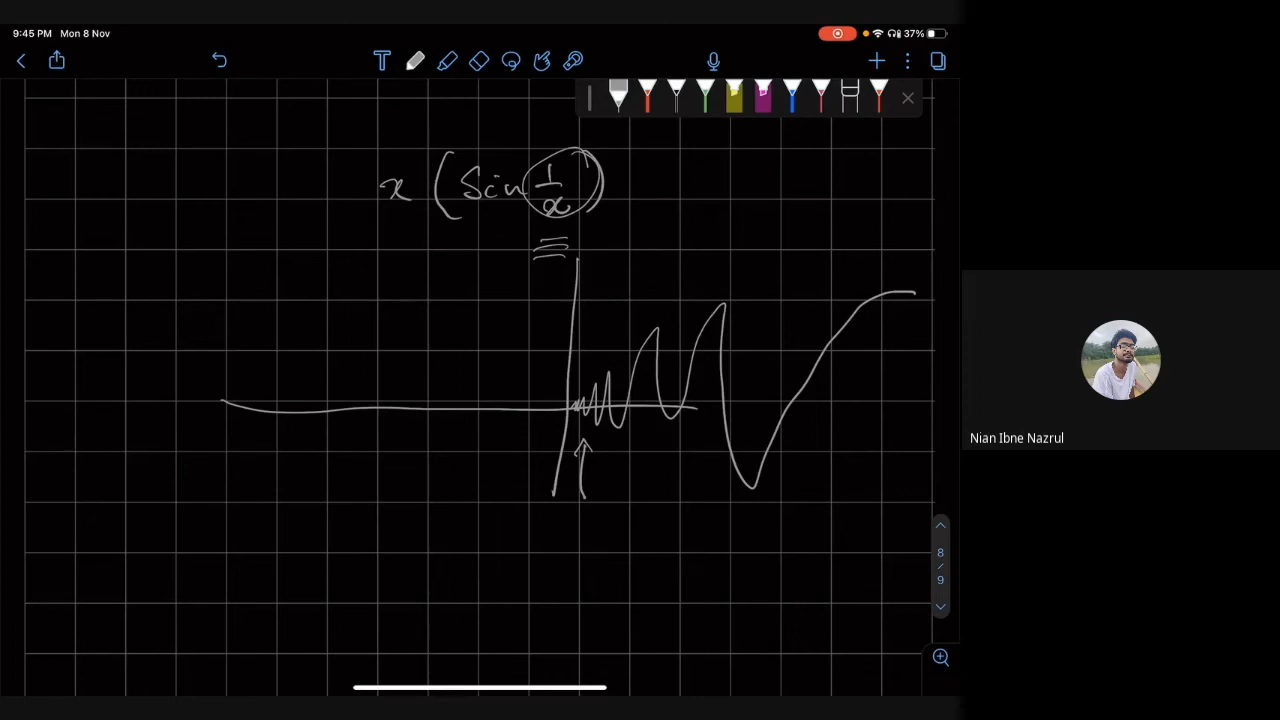 9:45 PM Mon 8 Nov
37%
T
x (Sin 1/x)
Nian Ibne Nazrul
8
/
9